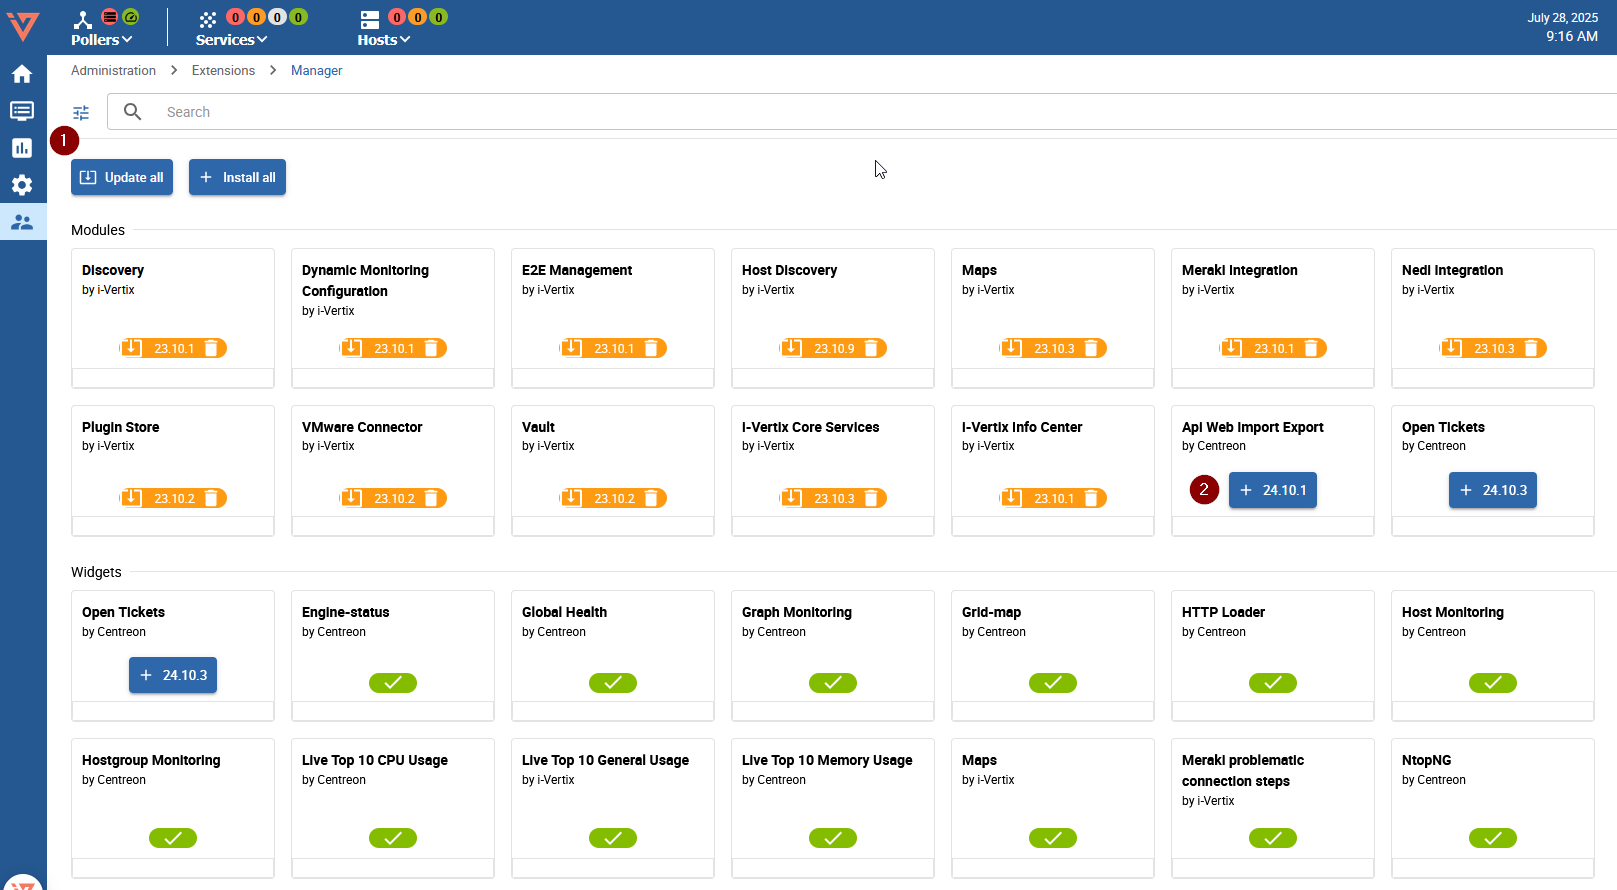 Pollers
0 0 0 0
Services
0 0 0
Hosts
July 28, 2025
9:16 AM
Administration > Extensions > Manager
Search
1
Update all
Install all
Modules
Discovery
by i-Vertix
23.10.1
Dynamic Monitoring
Configuration
by i-Vertix
23.10.1
E2E Management
by i-Vertix
23.10.1
Host Discovery
by i-Vertix
23.10.9
Maps
by i-Vertix
23.10.3
Meraki Integration
by i-Vertix
23.10.1
Nedi Integration
by i-Vertix
23.10.3
Plugin Store
by i-Vertix
23.10.2
VMware Connector
by i-Vertix
23.10.2
Vault
by i-Vertix
23.10.2
I-Vertix Core Services
by i-Vertix
23.10.3
I-Vertix Info Center
by i-Vertix
23.10.1
Api Web Import Export
by Centreon
2
+ 24.10.1
Open Tickets
by Centreon
+ 24.10.3
Widgets
Open Tickets
by Centreon
+ 24.10.3
Engine-status
by Centreon
Global Health
by Centreon
Graph Monitoring
by Centreon
Grid-map
by Centreon
HTTP Loader
by Centreon
Host Monitoring
by Centreon
Hostgroup Monitoring
by Centreon
Live Top 10 CPU Usage
by Centreon
Live Top 10 General Usage
by i-Vertix
Live Top 10 Memory Usage
by Centreon
Maps
by i-Vertix
Meraki problematic
connection steps
by i-Vertix
NtopNG
by Centreon